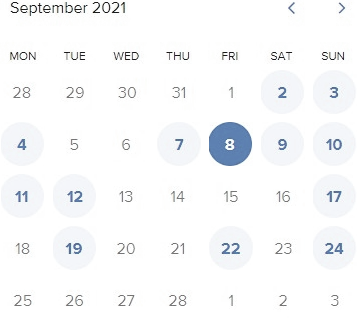 September 2021
MON TUE WED THU FRI SAT SUN
28 29 30 31 1 2 3
4 5 6 7 8 9 10
11 12 13 14 15 16 17
18 19 20 21 22 23 24
25 26 27 28 1 2 3